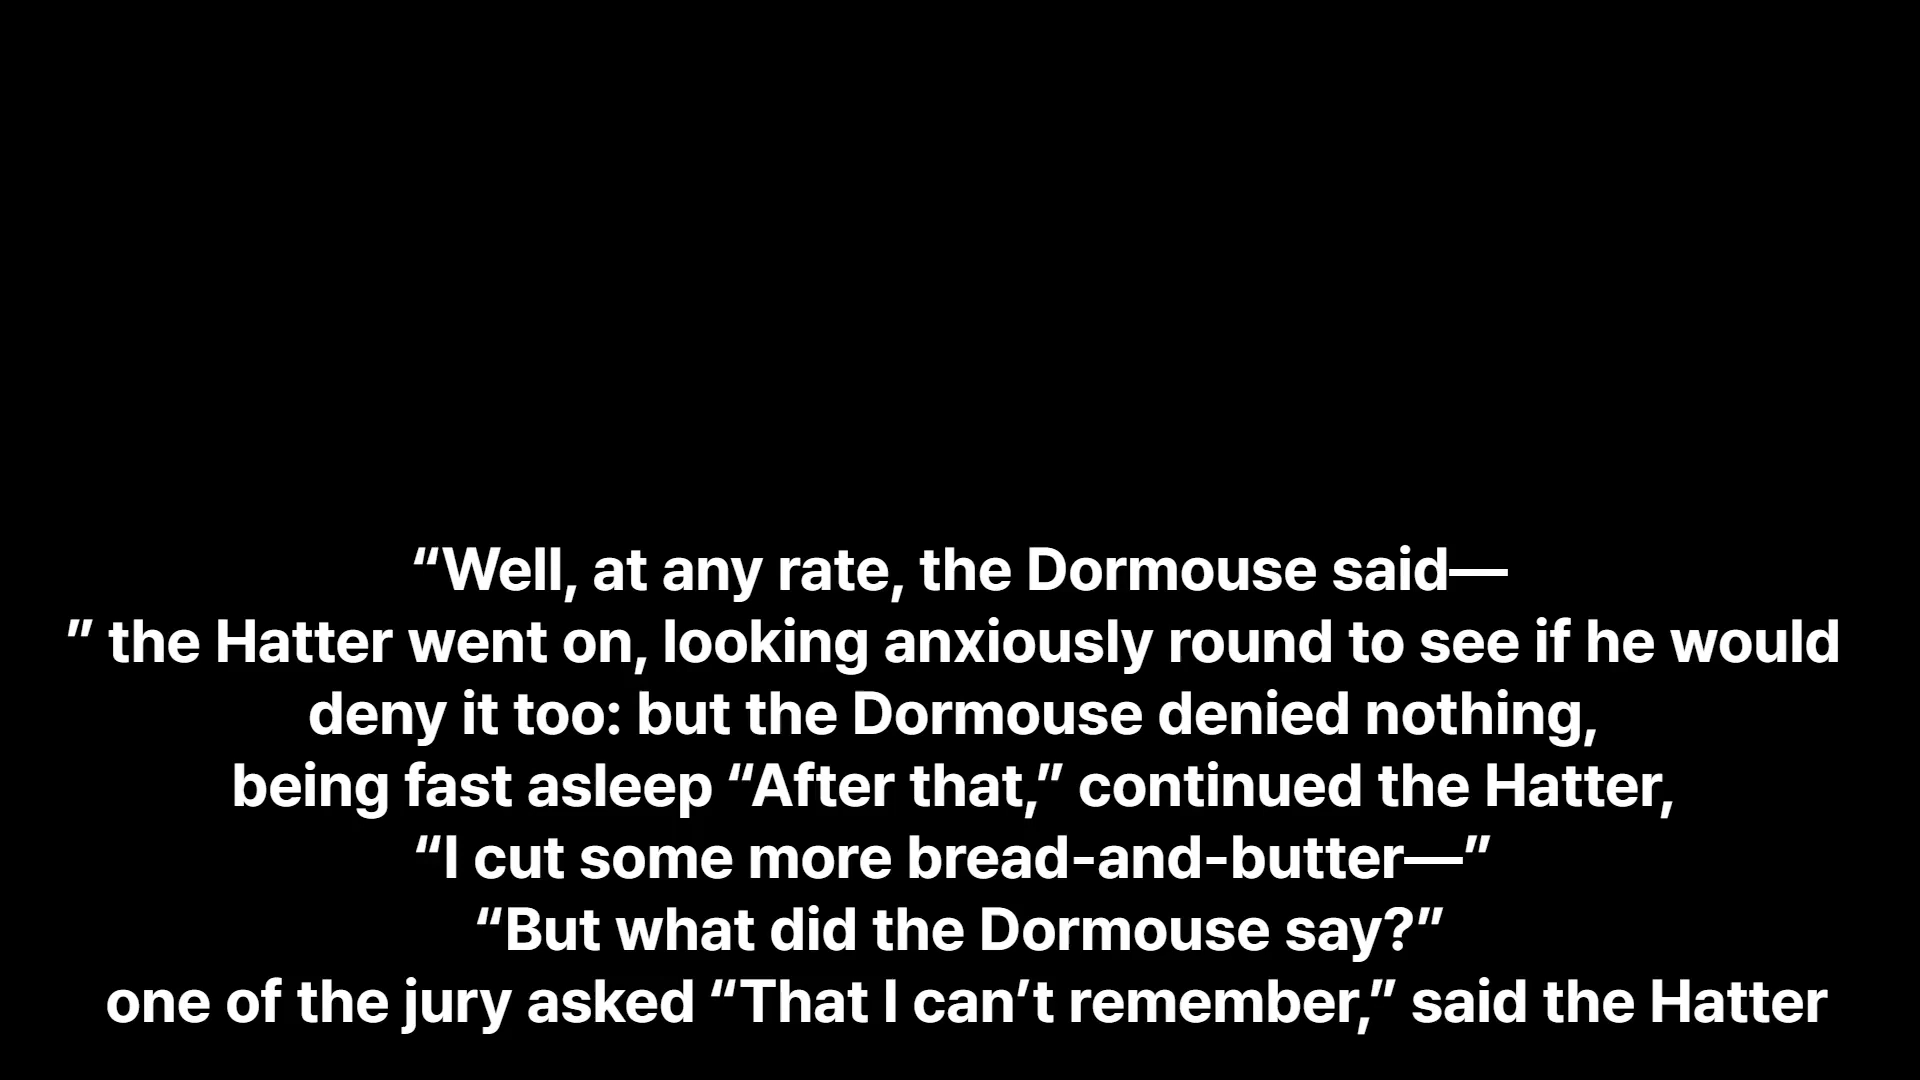 “Well, at any rate, the Dormouse said—
” the Hatter went on, looking anxiously round to see if he would
deny it too: but the Dormouse denied nothing,
being fast asleep “After that,” continued the Hatter,
“I cut some more bread-and-butter—”
“But what did the Dormouse say?”
one of the jury asked “That I can’t remember,” said the Hatter